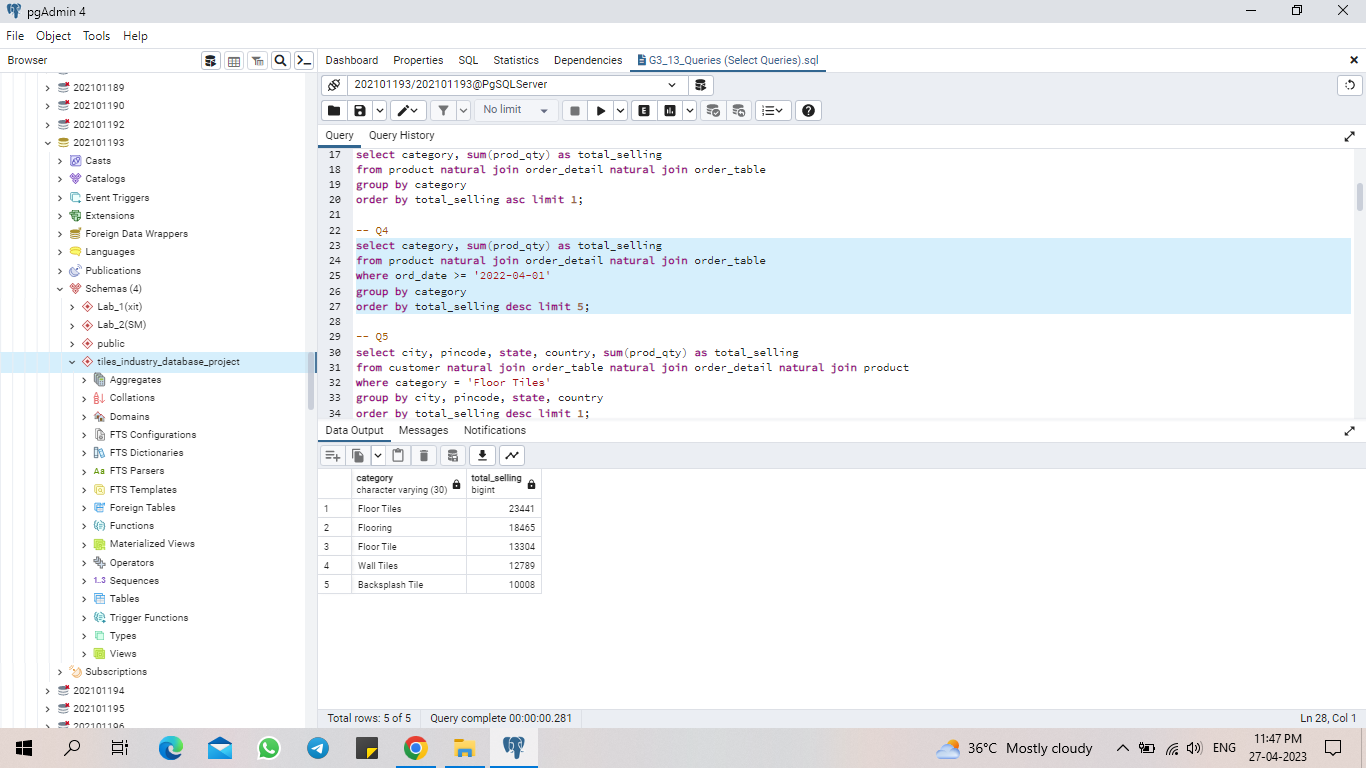 pgAdmin 4
File Object Tools Help
Browser
Dashboard Properties SQL Statistics Dependencies G3_13_Queries (Select Queries).sql
202101189
202101190
202101192
202101193
Casts
Catalogs
Event Triggers
Extensions
Foreign Data Wrappers
Languages
Publications
Schemas (4)
Lab_1(xit)
Lab_2(SM)
public
tiles_industry_database_project
Aggregates
Collations
Domains
FTS Configurations
FTS Dictionaries
Aa FTS Parsers
FTS Templates
Foreign Tables
Functions
Materialized Views
Operators
1..3 Sequences
Tables
Trigger Functions
Types
Views
Subscriptions
202101194
202101195
202101196
202101193/202101193@PgSQLServer
No limit
E
Query Query History
17 select category, sum(prod_qty) as total_selling
18 from product natural join order_detail natural join order_table
19 group by category
20 order by total_selling asc limit 1;
21
22 -- Q4
23 select category, sum(prod_qty) as total_selling
24 from product natural join order_detail natural join order_table
25 where ord_date >= '2022-04-01'
26 group by category
27 order by total_selling desc limit 5;
28
29 -- Q5
30 select city, pincode, state, country, sum(prod_qty) as total_selling
31 from customer natural join order_table natural join order_detail natural join product
32 where category = 'Floor Tiles'
33 group by city, pincode, state, country
34 order by total_selling desc limit 1;
Data Output Messages Notifications
category total_selling
character varying (30) bigint
1 Floor Tiles 23441
2 Flooring 18465
3 Floor Tile 13304
4 Wall Tiles 12789
5 Backsplash Tile 10008
Total rows: 5 of 5 Query complete 00:00:00.281 Ln 28, Col 1
36°C Mostly cloudy ENG 11:47 PM
27-04-2023